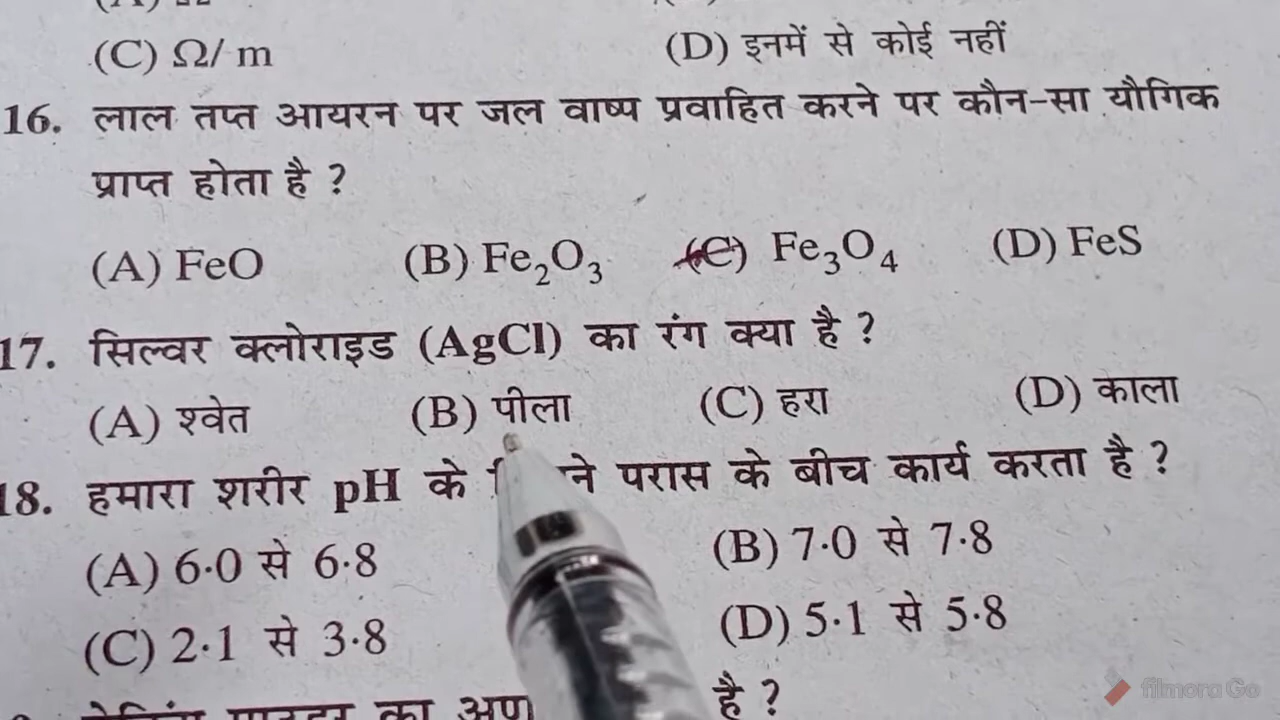 (C) Ω/ m (D) इनमें से कोई नहीं
16. लाल तप्त आयरन पर जल वाष्प प्रवाहित करने पर कौन-सा यौगिक
प्राप्त होता है ?
(A) FeO (B) Fe₂O₃ (C) Fe₃O₄ (D) FeS
17. सिल्वर क्लोराइड (AgCl) का रंग क्या है ?
(A) श्वेत (B) पीला (C) हरा (D) काला
18. हमारा शरीर pH के परास के बीच कार्य करता है ?
(A) 6·0 से 6·8 (B) 7·0 से 7·8
(C) 2·1 से 3·8 (D) 5·1 से 5·8
का है ?
filmora Go